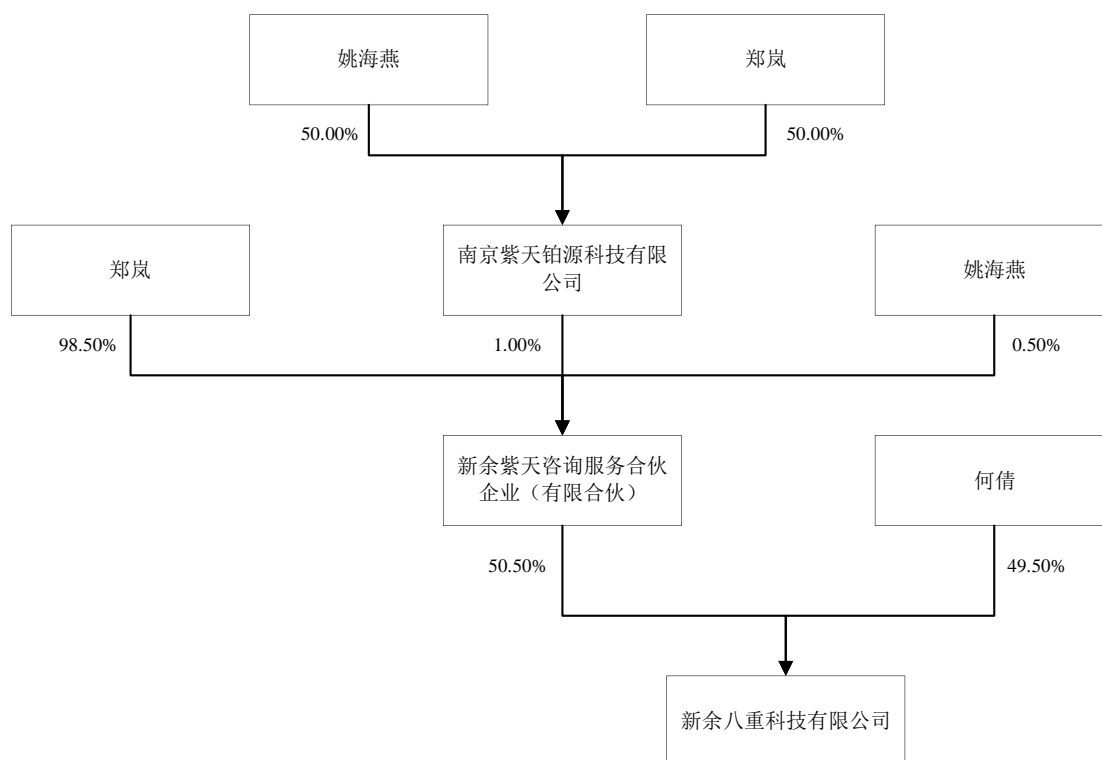 姚海燕
郑岚
50.00%
50.00%
郑岚
南京紫天铂源科技有限
公司
姚海燕
98.50%
1.00%
0.50%
新余紫天咨询服务合伙
企业（有限合伙）
何倩
50.50%
49.50%
新余八重科技有限公司